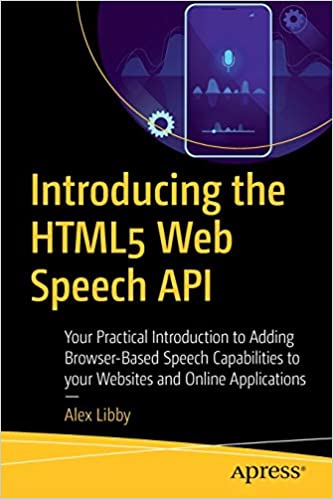 Introducing the
HTML5 Web
Speech API
Your Practical Introduction to Adding
Browser-Based Speech Capabilities to
your Websites and Online Applications
—
Alex Libby
Apress®